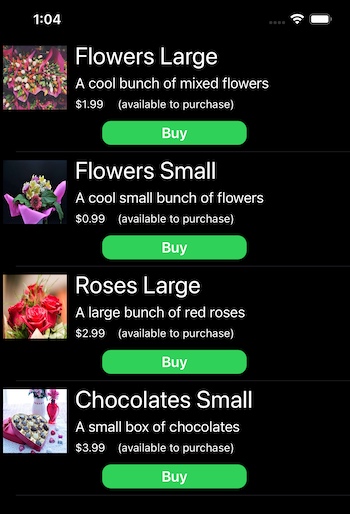 1:04
Flowers Large
A cool bunch of mixed flowers
$1.99 (available to purchase)
Buy
Flowers Small
A cool small bunch of flowers
$0.99 (available to purchase)
Buy
Roses Large
A large bunch of red roses
$2.99 (available to purchase)
Buy
Chocolates Small
A small box of chocolates
$3.99 (available to purchase)
Buy